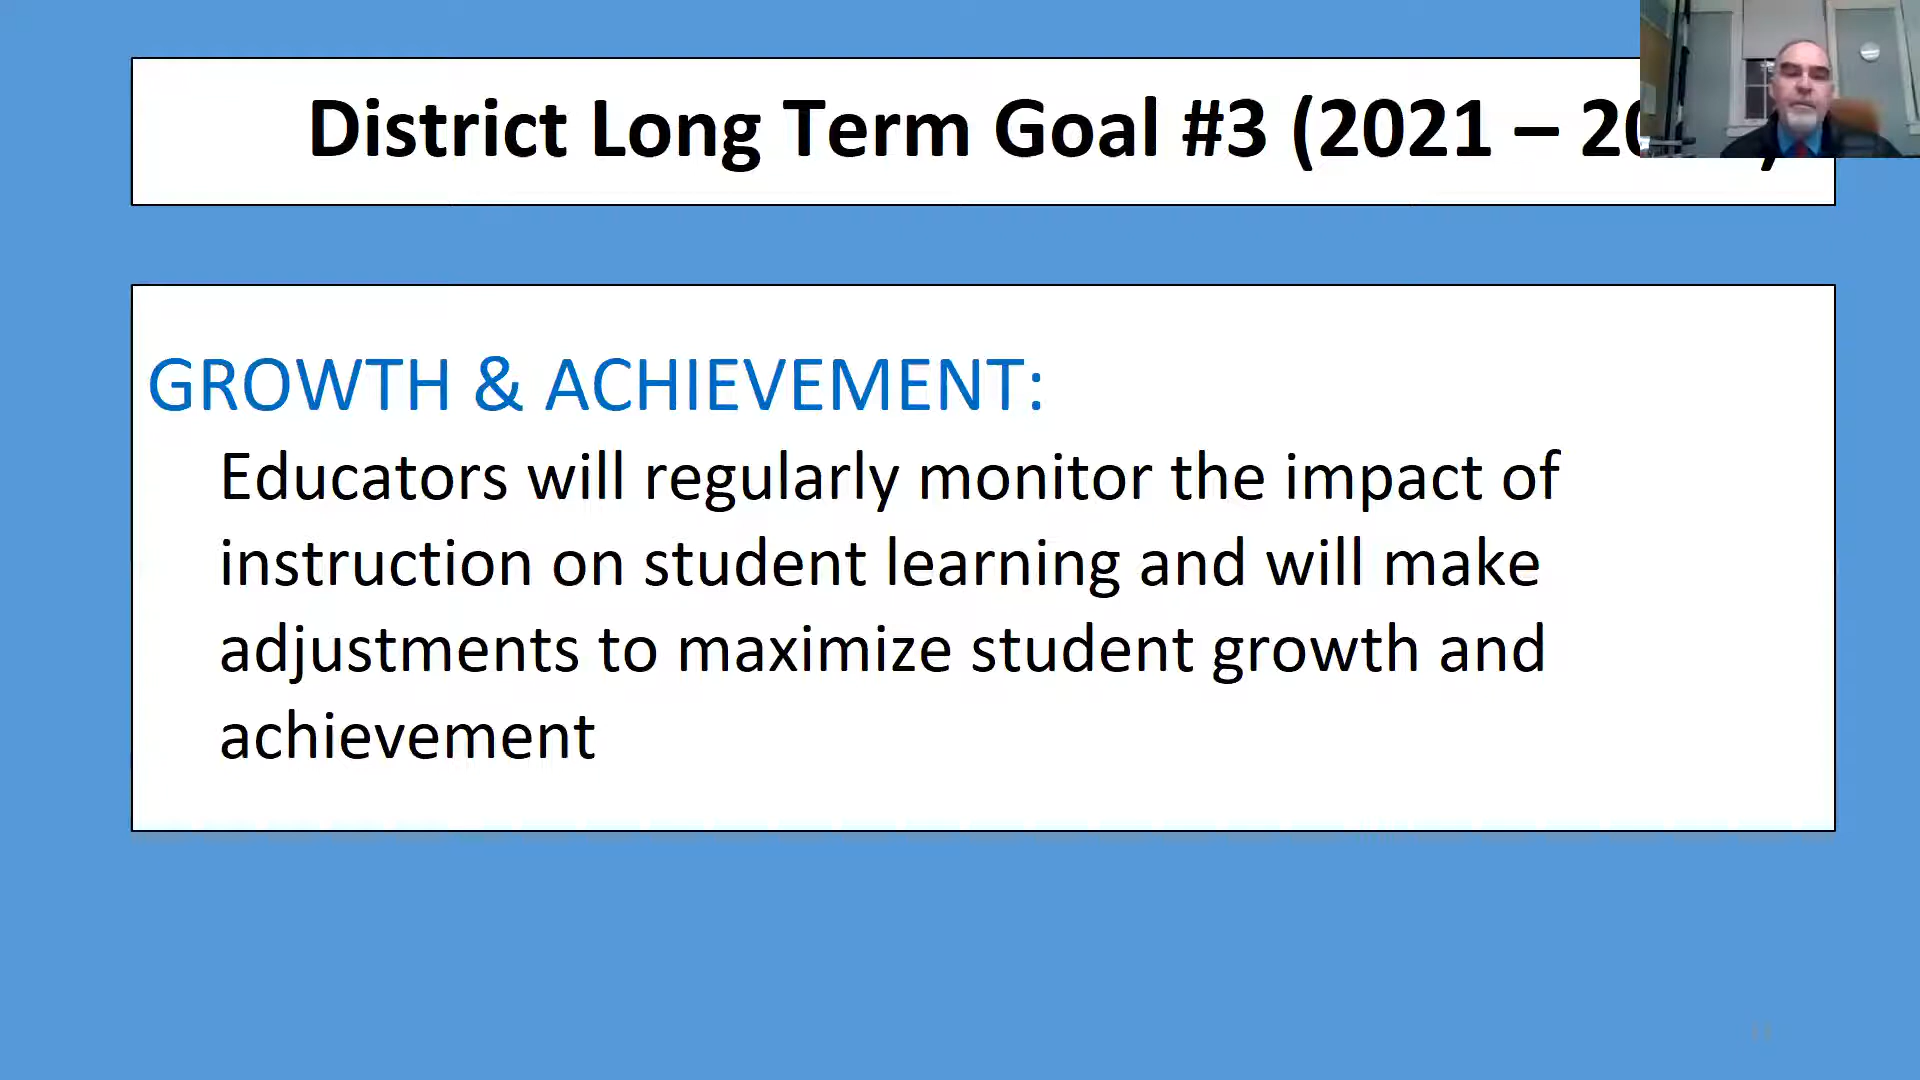 District Long Term Goal #3 (2021 –
GROWTH & ACHIEVEMENT:
Educators will regularly monitor the impact of
instruction on student learning and will make
adjustments to maximize student growth and
achievement